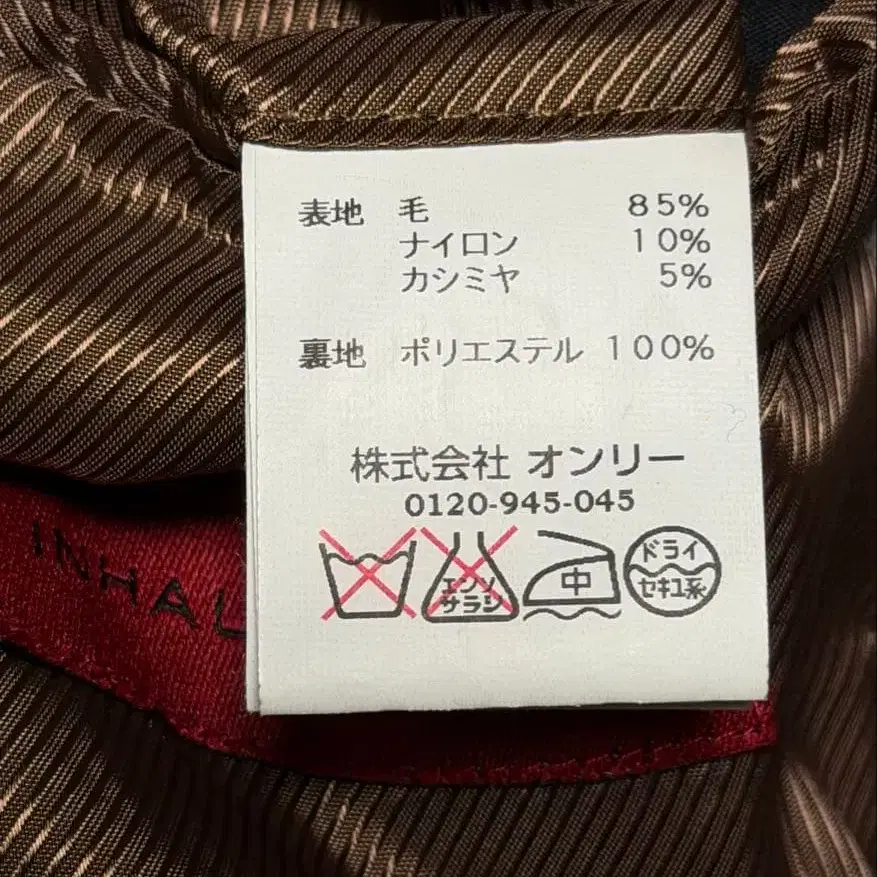 表地 毛 85%
ナイロン 10%
カシミヤ 5%
裏地 ポリエステル 100%
株式会社 オンリー
0120-945-045
エンソ
サラシ
中
ドライ
セキユ系
INHAL